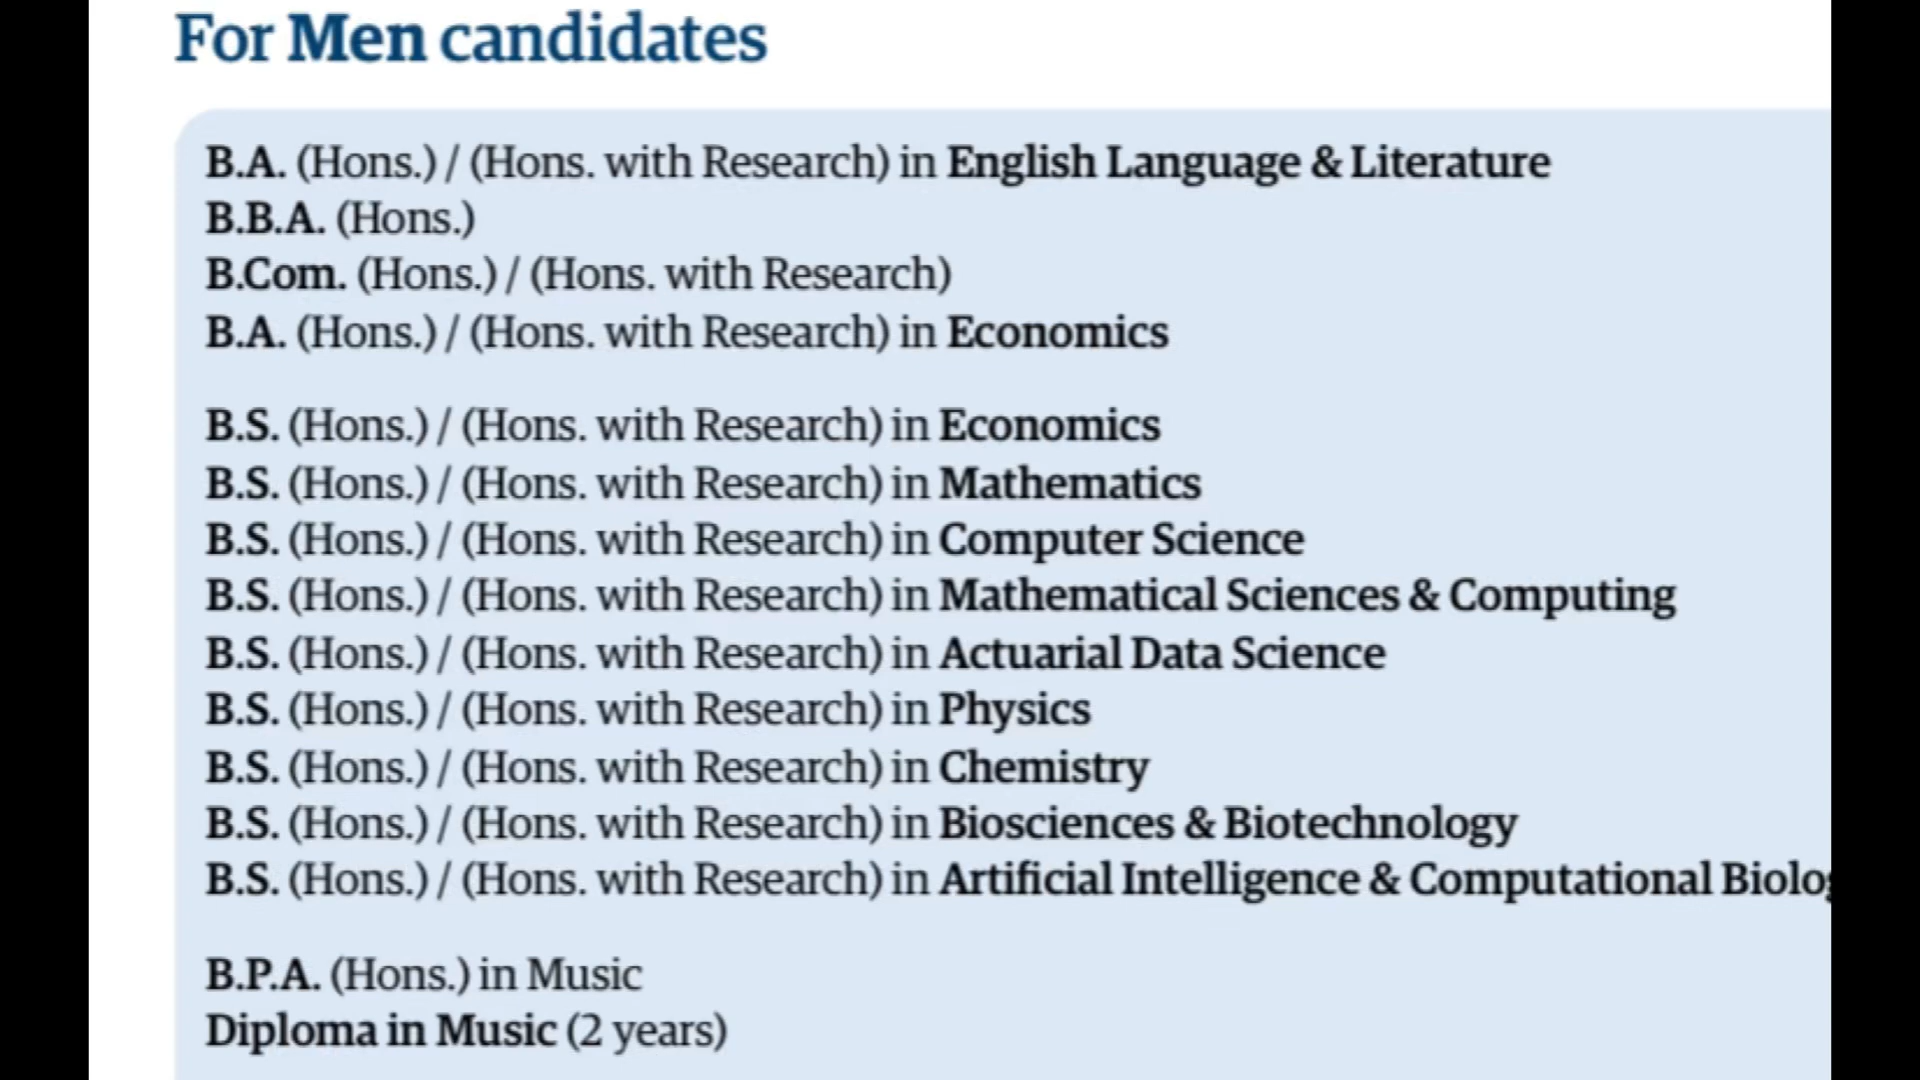 For Men candidates
B.A. (Hons.) / (Hons. with Research) in English Language & Literature
B.B.A. (Hons.)
B.Com. (Hons.) / (Hons. with Research)
B.A. (Hons.) / (Hons. with Research) in Economics
B.S. (Hons.) / (Hons. with Research) in Economics
B.S. (Hons.) / (Hons. with Research) in Mathematics
B.S. (Hons.) / (Hons. with Research) in Computer Science
B.S. (Hons.) / (Hons. with Research) in Mathematical Sciences & Computing
B.S. (Hons.) / (Hons. with Research) in Actuarial Data Science
B.S. (Hons.) / (Hons. with Research) in Physics
B.S. (Hons.) / (Hons. with Research) in Chemistry
B.S. (Hons.) / (Hons. with Research) in Biosciences & Biotechnology
B.S. (Hons.) / (Hons. with Research) in Artificial Intelligence & Computational
B.P.A. (Hons.) in Music
Diploma in Music (2 years)